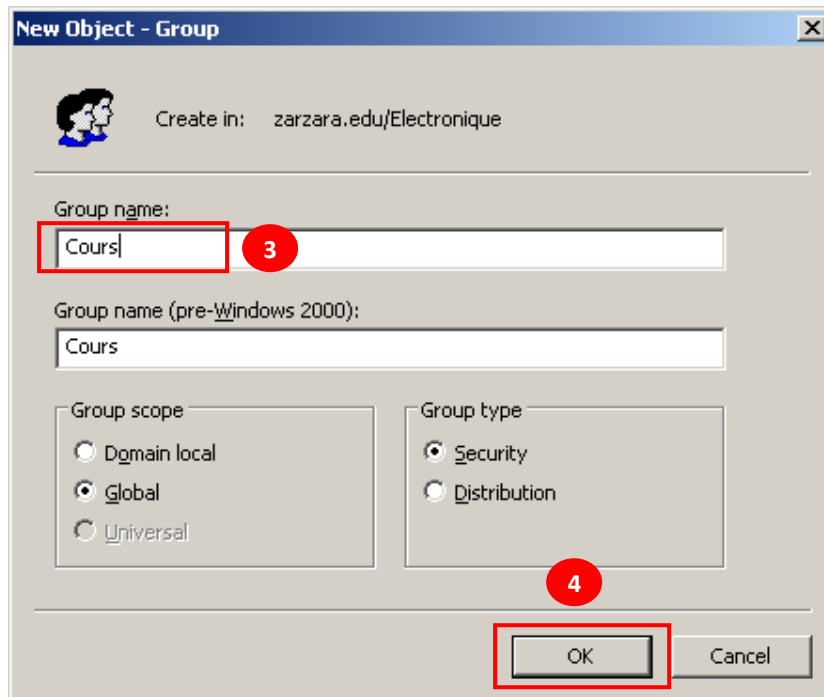 New Object - Group
Create in: zarzara.edu/Electronique
Group name:
Cours
3
Group name (pre-Windows 2000):
Cours
Group scope
Domain local
Global
Universal
Group type
Security
Distribution
4
OK
Cancel